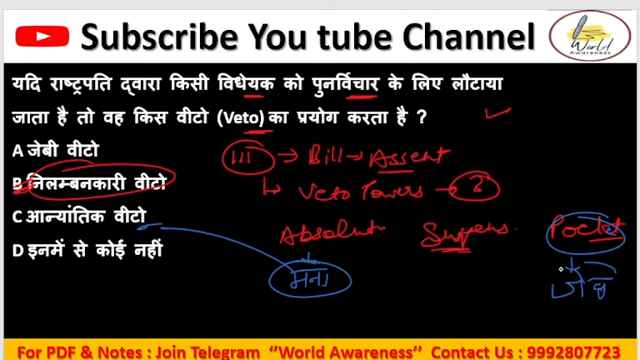 Subscribe You tube Channel
World
Awareness
यदि राष्ट्रपति द्वारा किसी विधेयक को पुनर्विचार के लिए लौटाया
जाता है तो वह किस वीटो (Veto) का प्रयोग करता है ?
A जेबी वीटो
B निलम्बनकारी वीटो
C आन्यांतिक वीटो
D इनमें से कोई नहीं
111 → Bill → Assent
Veto Powers → 3
Absolute Suspens. Pocket
मना
जेब
For PDF & Notes : Join Telegram ‘‘World Awareness’’ Contact Us : 9992807723